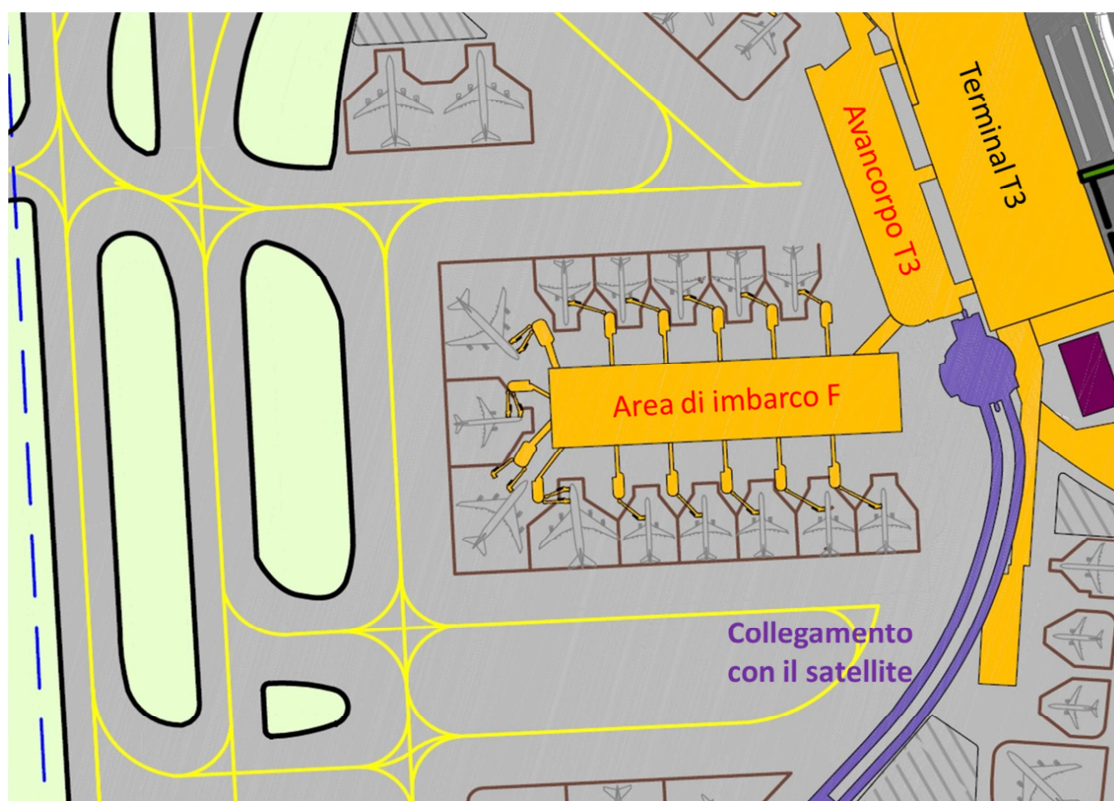 Terminal T3
Avancorpo T3
Area di imbarco F
Collegamento
con il satellite